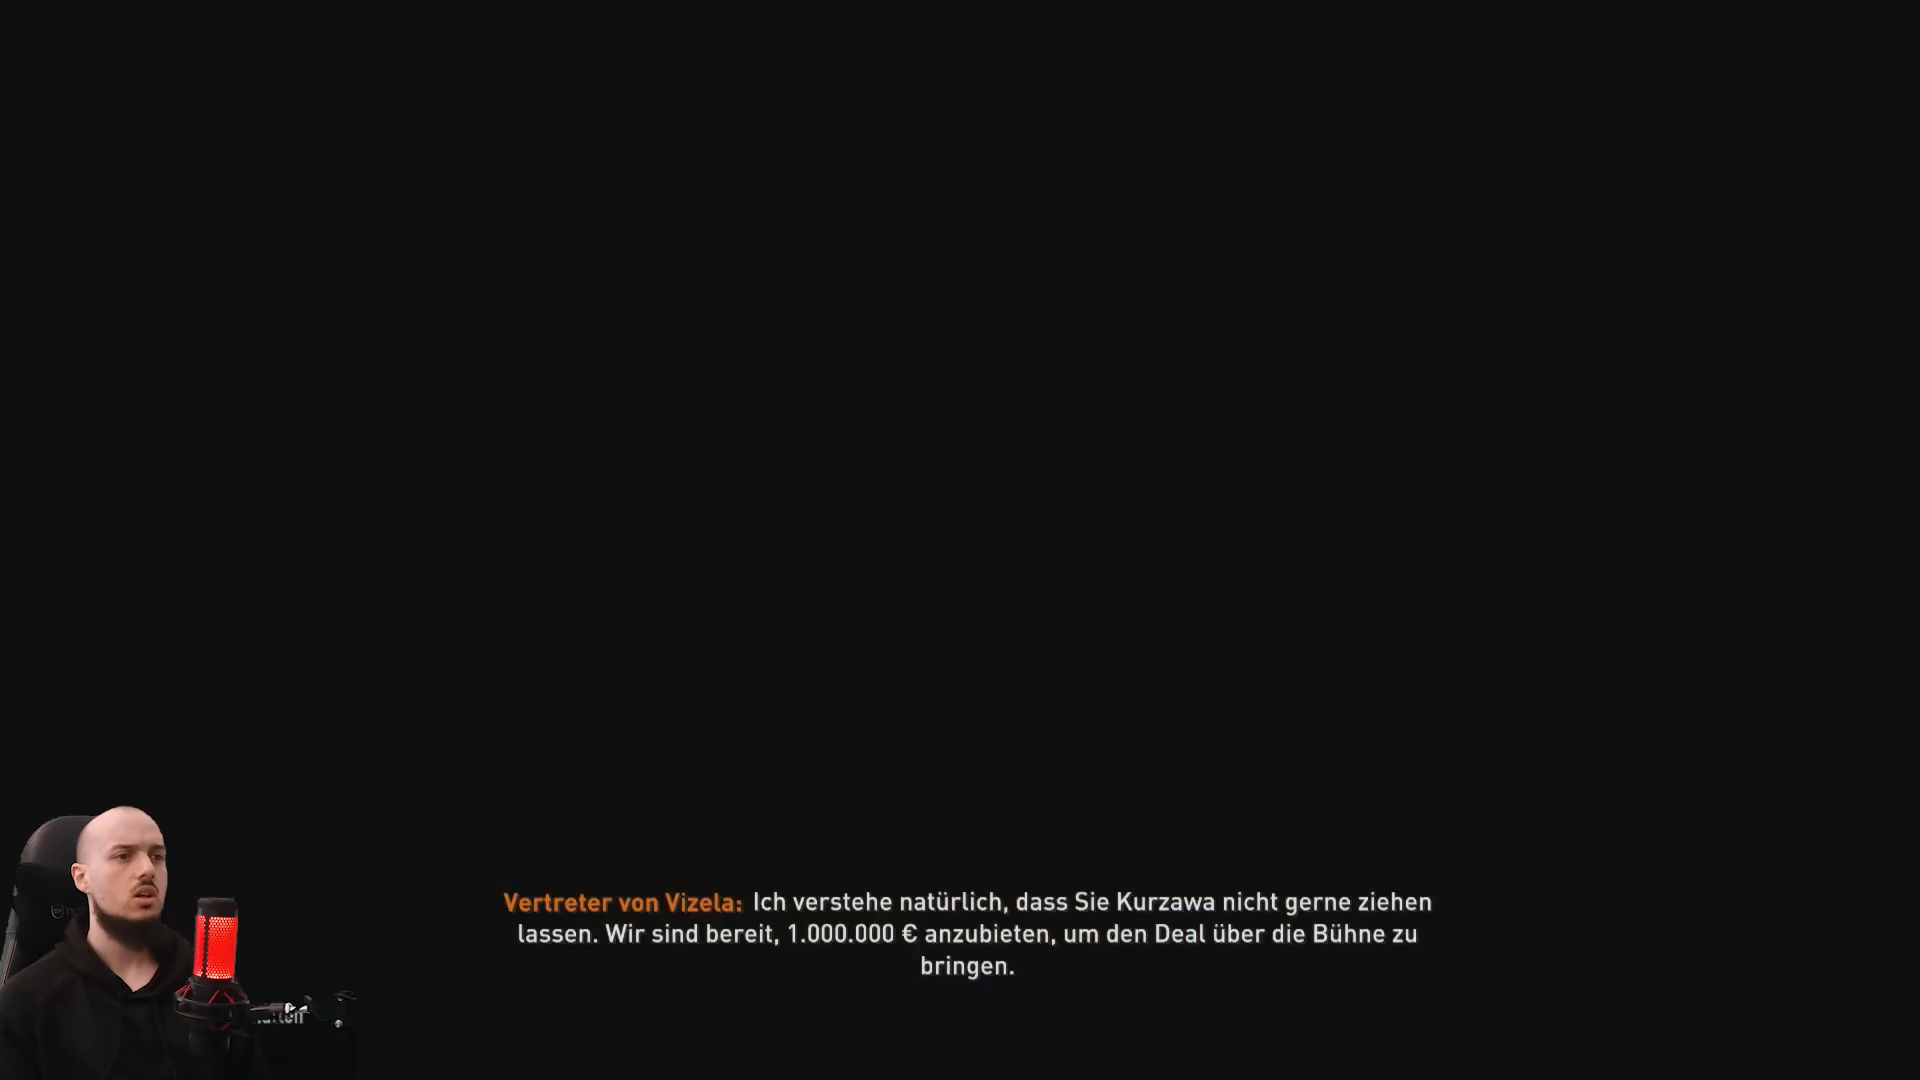 Vertreter von Vizela: Ich verstehe natürlich, dass Sie Kurzawa nicht gerne ziehen
lassen. Wir sind bereit, 1.000.000 € anzubieten, um den Deal über die Bühne zu
bringen.